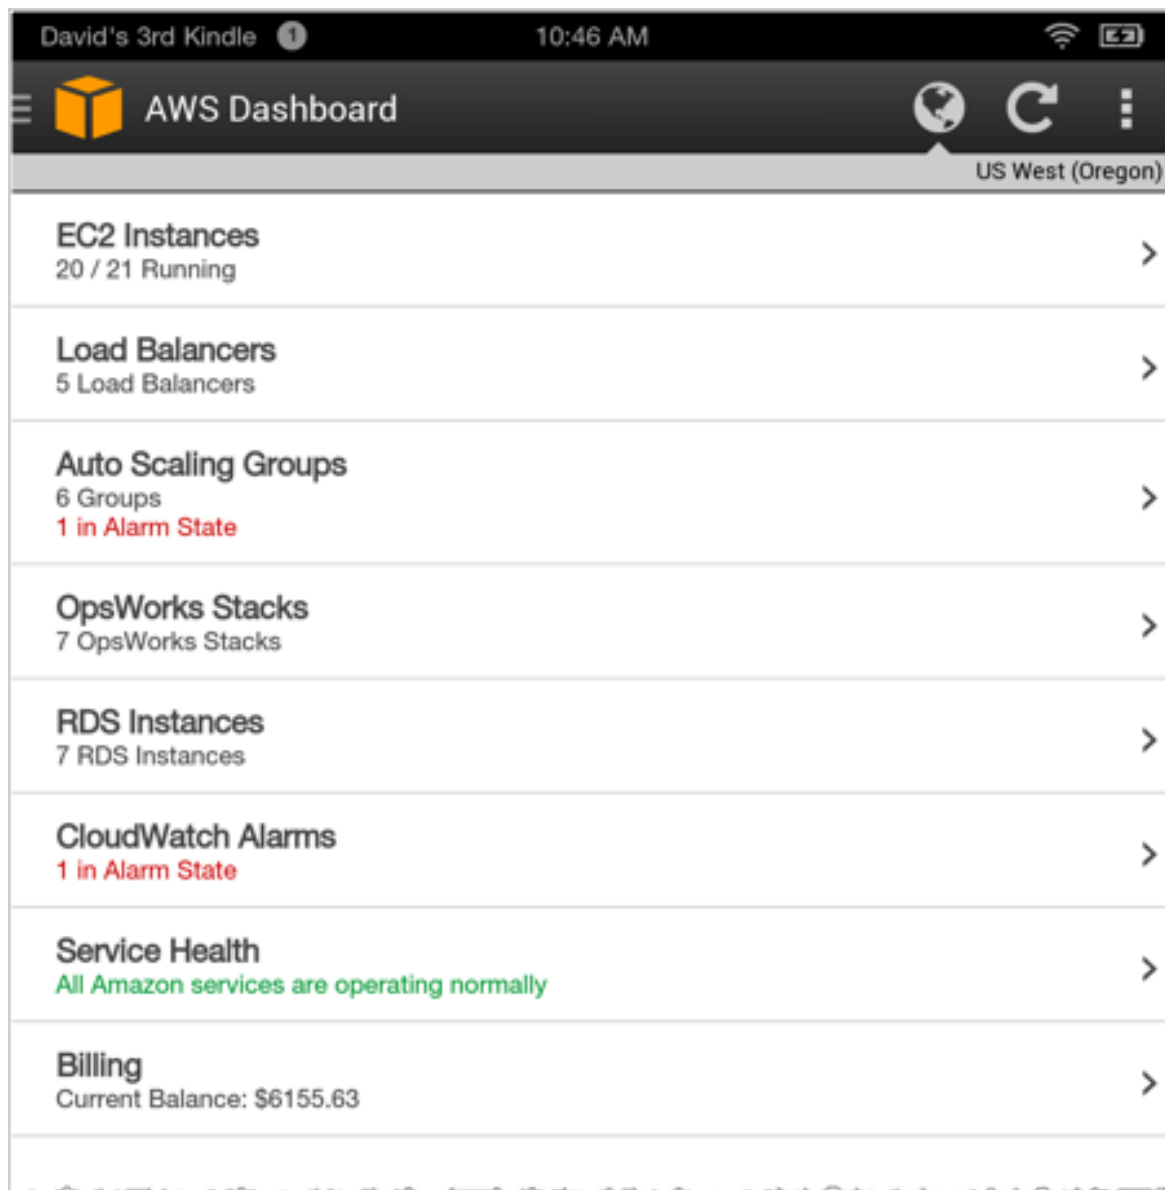 David's 3rd Kindle 1 10:46 AM
AWS Dashboard
US West (Oregon)
EC2 Instances
20 / 21 Running
Load Balancers
5 Load Balancers
Auto Scaling Groups
6 Groups
1 in Alarm State
OpsWorks Stacks
7 OpsWorks Stacks
RDS Instances
7 RDS Instances
CloudWatch Alarms
1 in Alarm State
Service Health
All Amazon services are operating normally
Billing
Current Balance: $6155.63